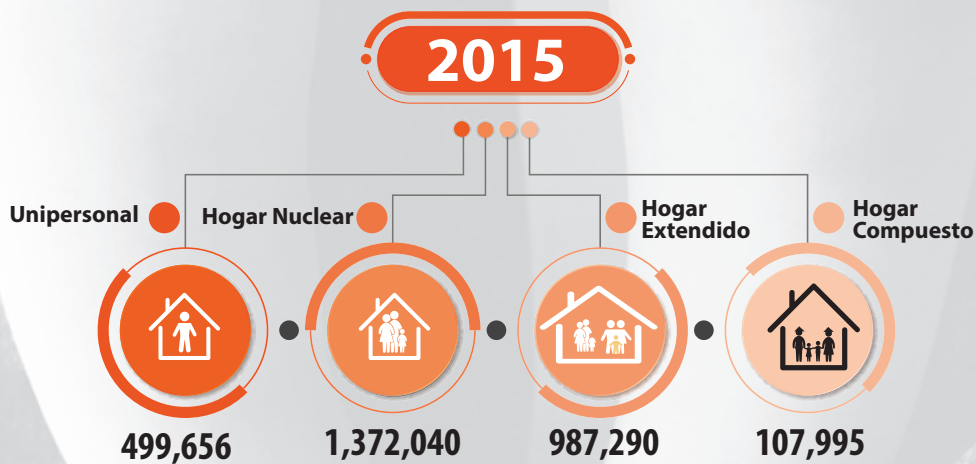 2015
Unipersonal
Hogar Nuclear
Hogar
Extendido
Hogar
Compuesto
499,656
1,372,040
987,290
107,995